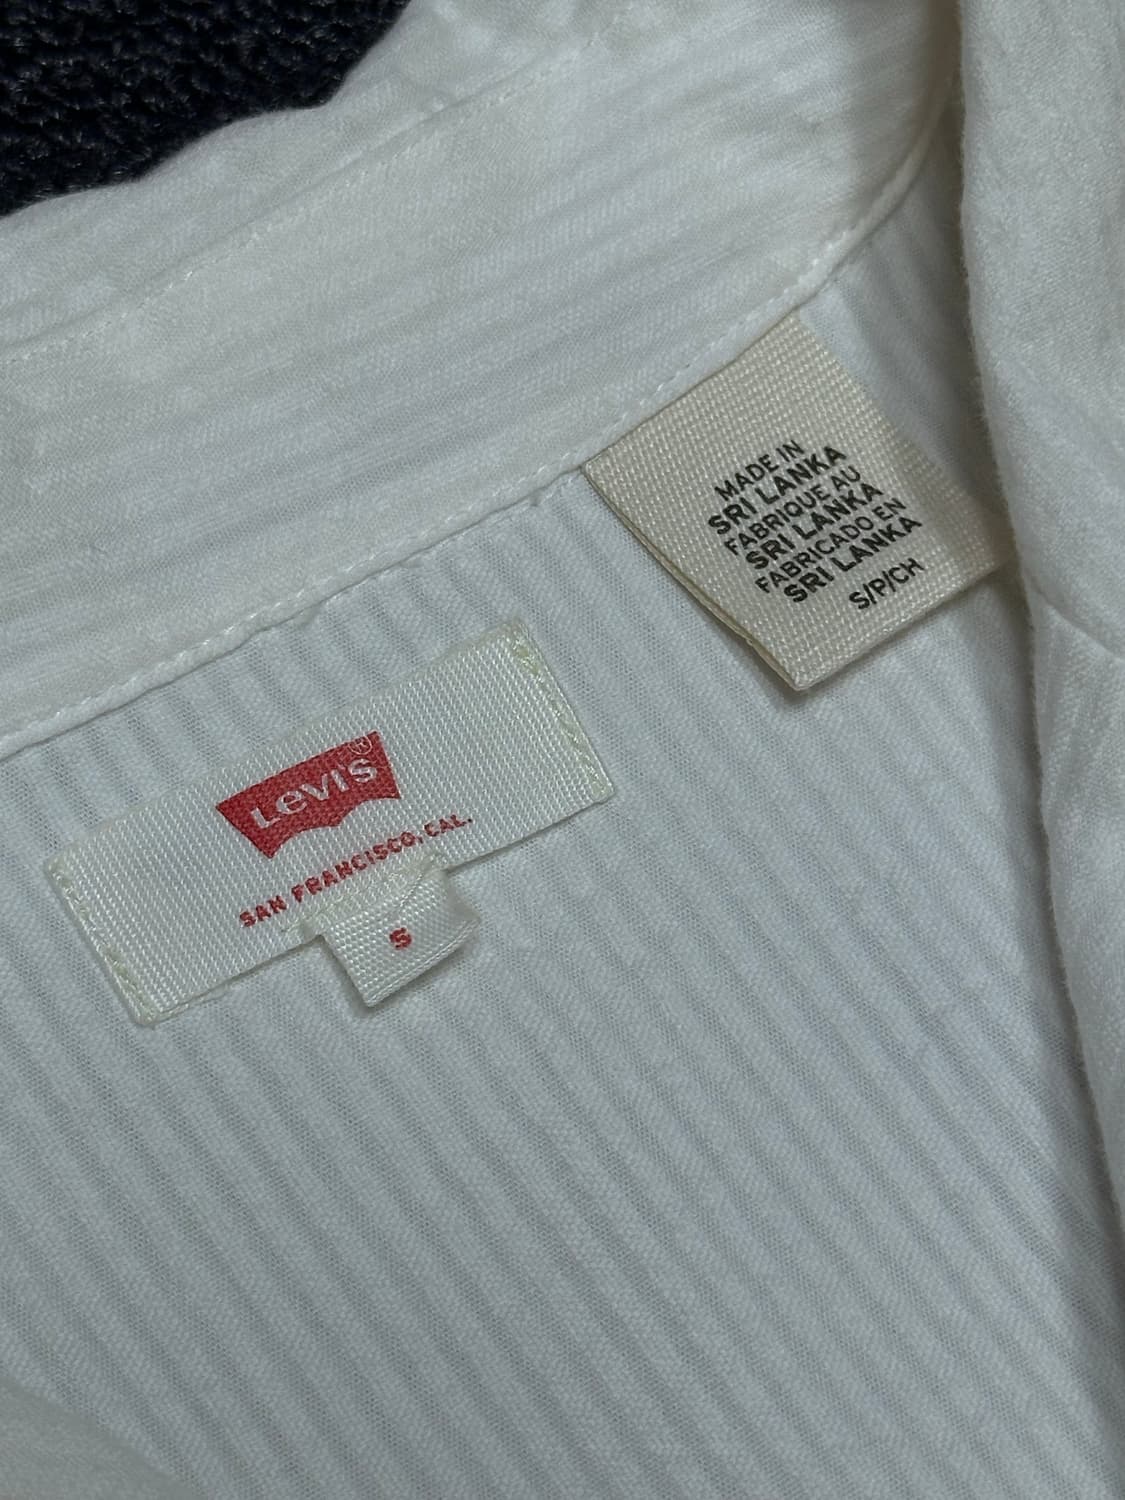 MADE IN
SRI LANKA
FABRIQUE AU
SRI LANKA
FABRICADO EN
SRI LANKA
S/P/CH
LeVI'S®
SAN FRANCISCO, CAL.
S